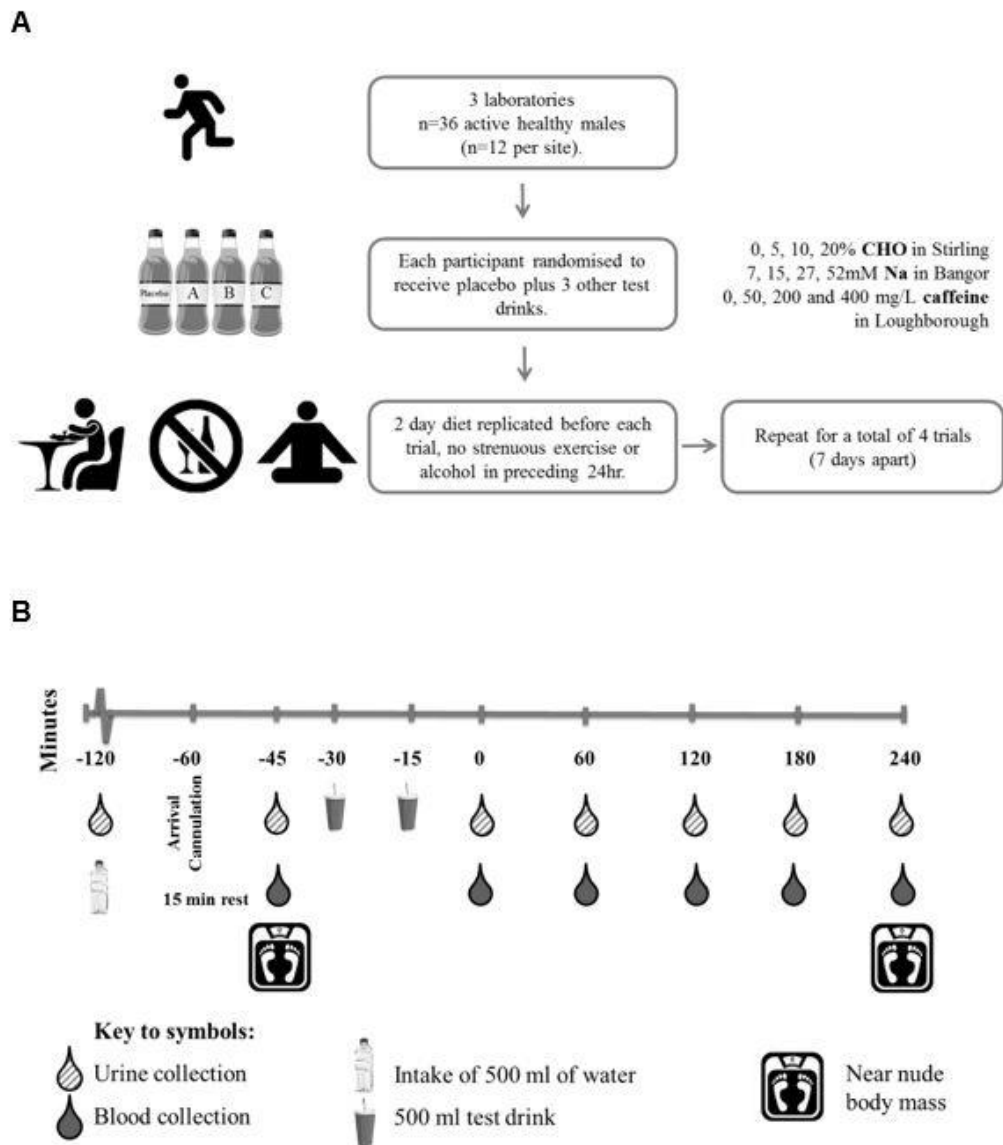 A
3 laboratories
n=36 active healthy males
(n=12 per site).
Placebo
A
B
C
Each participant randomised to
receive placebo plus 3 other test
drinks.
0, 5, 10, 20% CHO in Stirling
7, 15, 27, 52mM Na in Bangor
0, 50, 200 and 400 mg/L caffeine
in Loughborough
2 day diet replicated before each
trial, no strenuous exercise or
alcohol in preceding 24hr.
Repeat for a total of 4 trials
(7 days apart)
B
Minutes
-120 -60 -45 -30 -15 0 60 120 180 240
Arrival
Cannulation
15 min rest
Key to symbols:
Urine collection
Blood collection
Intake of 500 ml of water
500 ml test drink
Near nude
body mass